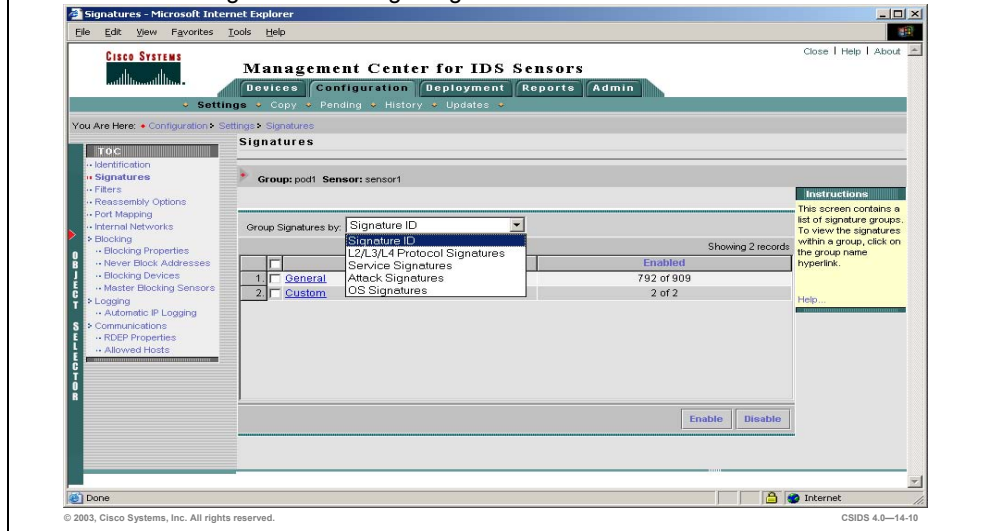 Signatures - Microsoft Internet Explorer
File Edit View Favorites Tools Help
Close | Help | About
CISCO SYSTEMS
Management Center for IDS Sensors
Devices Configuration Deployment Reports Admin
Settings Copy Pending History Updates
You Are Here: Configuration > Settings > Signatures
TOC
Identification
Signatures
Filters
Reassembly Options
Port Mapping
Internal Networks
Blocking
Blocking Properties
Never Block Addresses
Blocking Devices
Master Blocking Sensors
Logging
Automatic IP Logging
Communications
RDEP Properties
Allowed Hosts
OBJECT SELECTOR
Signatures
Group: pod1 Sensor: sensor1
Group Signatures by: Signature ID
Signature ID
L2/L3/L4 Protocol Signatures
Service Signatures
Attack Signatures
OS Signatures
Showing 2 records
Enabled
1. General 792 of 909
2. Custom 2 of 2
Enable Disable
Instructions
This screen contains a
list of signature groups.
To view the signatures
within a group, click on
the group name
hyperlink.
Help...
Done
Internet
© 2003, Cisco Systems, Inc. All rights reserved.
CSIDS 4.0—14-10